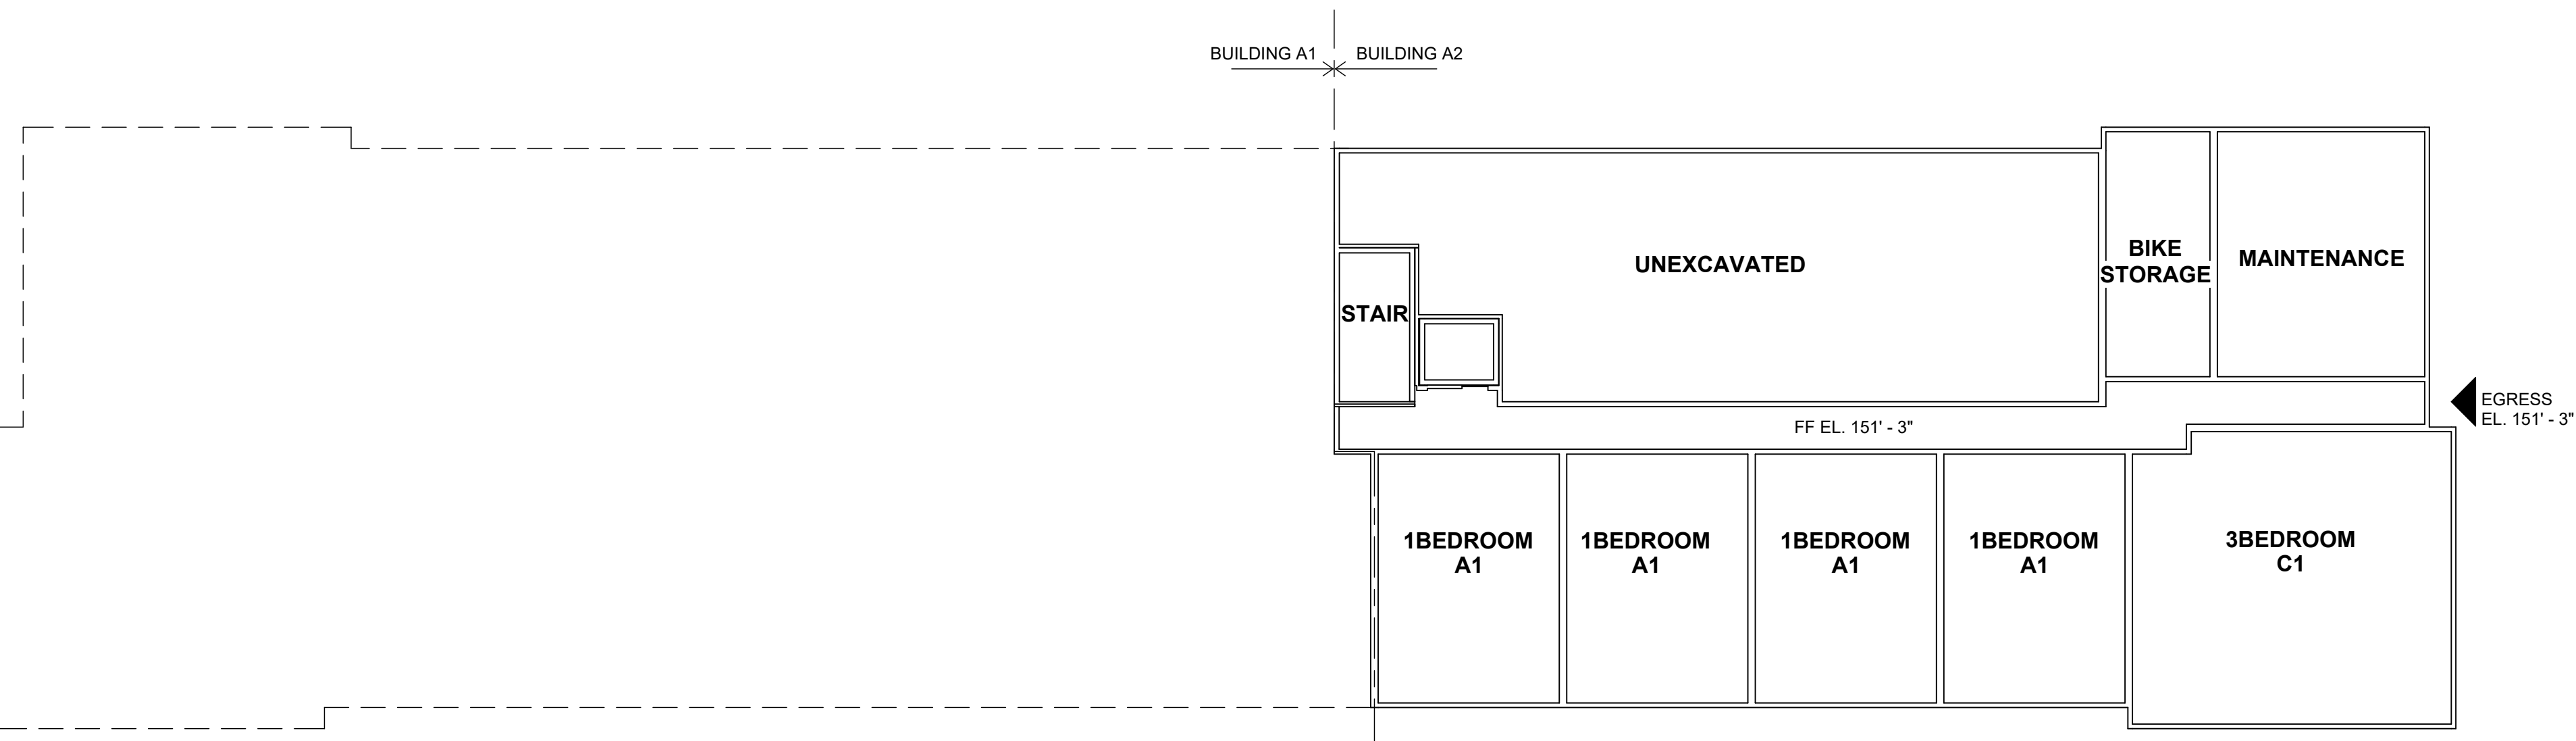 BUILDING A1
BUILDING A2
UNEXCAVATED
BIKE
STORAGE
MAINTENANCE
STAIR
EGRESS
EL. 151' - 3"
FF EL. 151' - 3"
1BEDROOM
A1
1BEDROOM
A1
1BEDROOM
A1
1BEDROOM
A1
3BEDROOM
C1